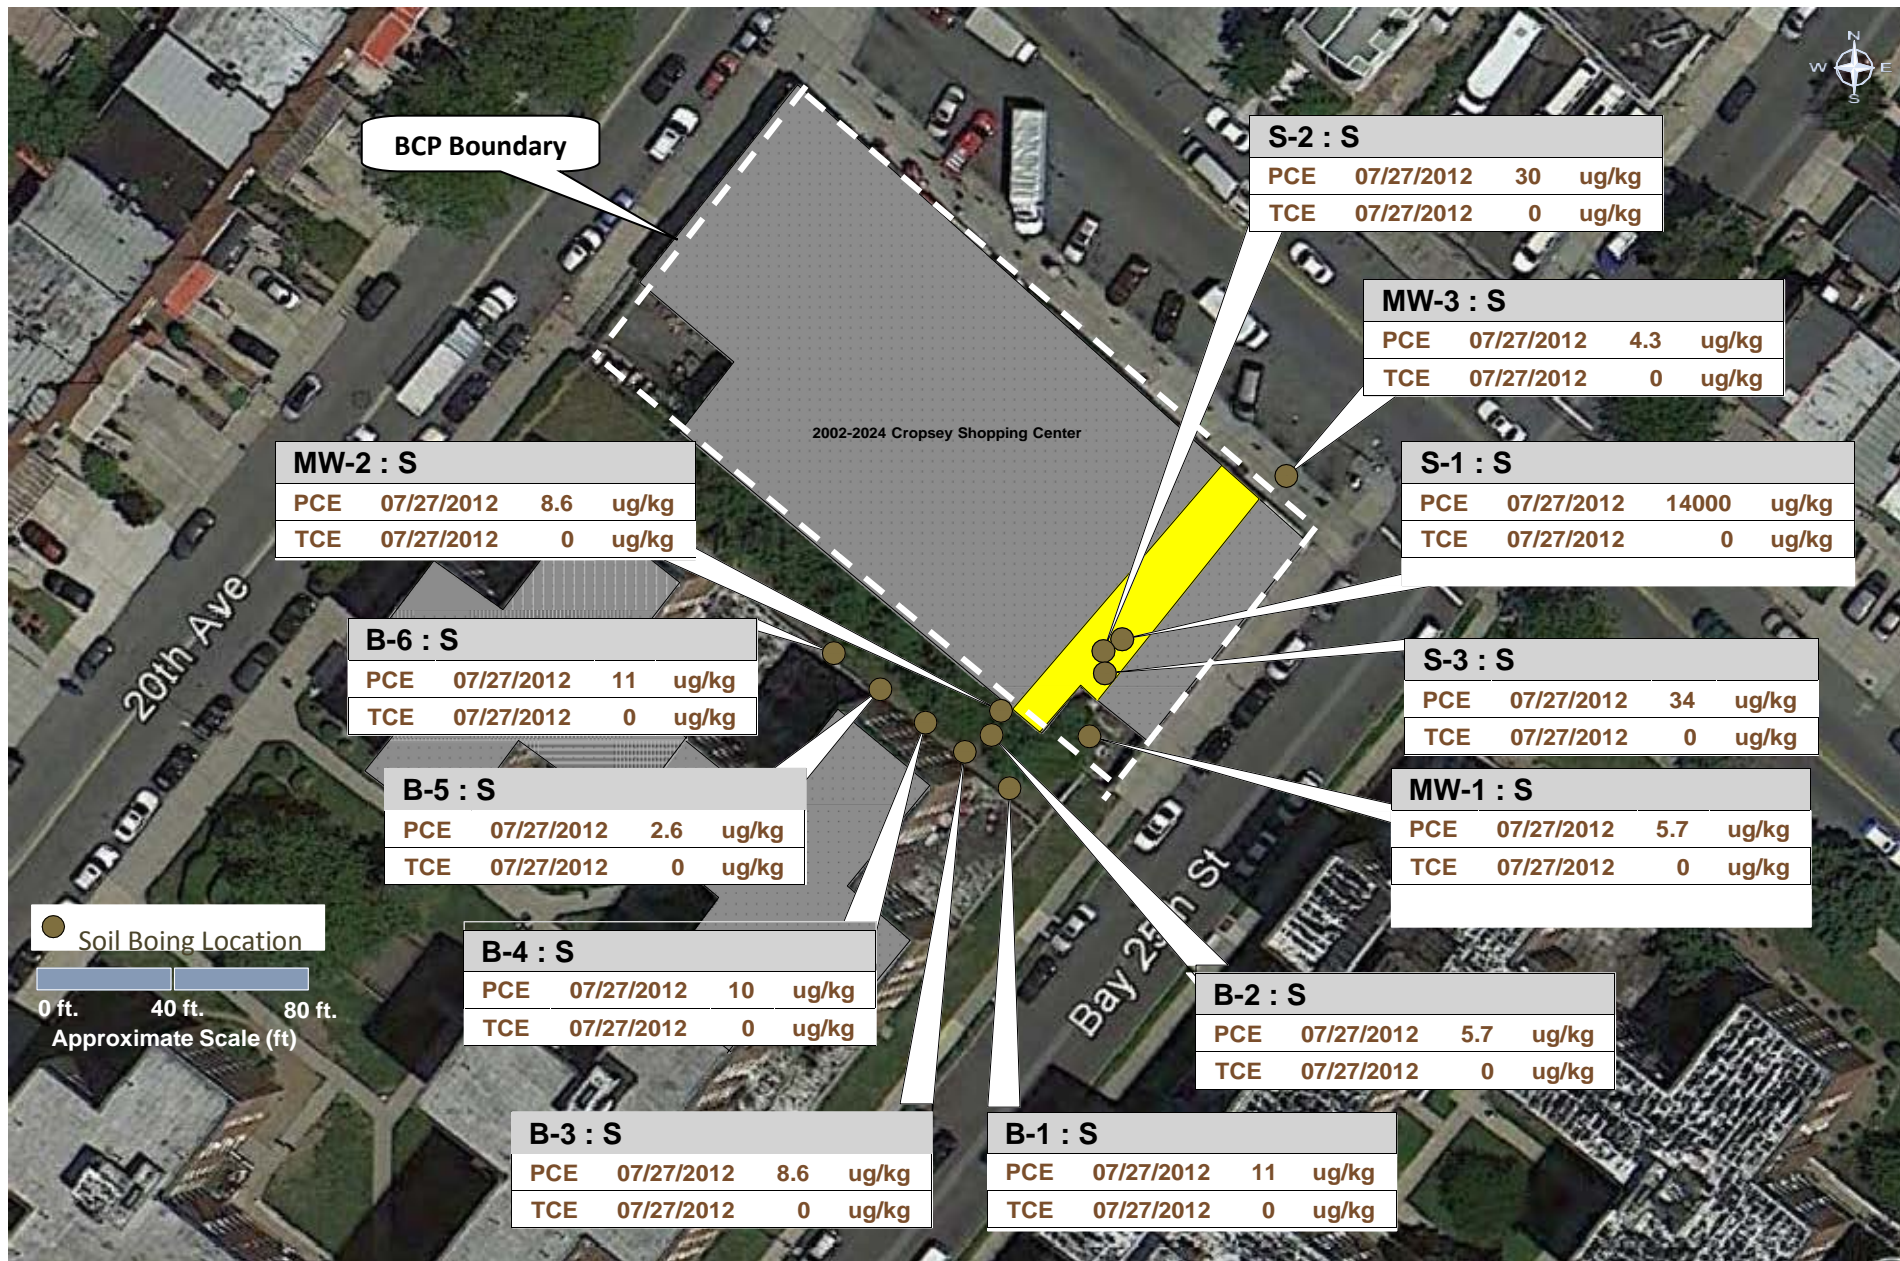 N
W E
S
BCP Boundary
S-2 : S
PCE 07/27/2012 30 ug/kg
TCE 07/27/2012 0 ug/kg
MW-3 : S
PCE 07/27/2012 4.3 ug/kg
TCE 07/27/2012 0 ug/kg
2002-2024 Cropsey Shopping Center
MW-2 : S
PCE 07/27/2012 8.6 ug/kg
TCE 07/27/2012 0 ug/kg
S-1 : S
PCE 07/27/2012 14000 ug/kg
TCE 07/27/2012 0 ug/kg
20th Ave
B-6 : S
PCE 07/27/2012 11 ug/kg
TCE 07/27/2012 0 ug/kg
S-3 : S
PCE 07/27/2012 34 ug/kg
TCE 07/27/2012 0 ug/kg
B-5 : S
PCE 07/27/2012 2.6 ug/kg
TCE 07/27/2012 0 ug/kg
MW-1 : S
PCE 07/27/2012 5.7 ug/kg
TCE 07/27/2012 0 ug/kg
Bay 25th St
Soil Boing Location
0 ft. 40 ft. 80 ft.
Approximate Scale (ft)
B-4 : S
PCE 07/27/2012 10 ug/kg
TCE 07/27/2012 0 ug/kg
B-2 : S
PCE 07/27/2012 5.7 ug/kg
TCE 07/27/2012 0 ug/kg
B-3 : S
PCE 07/27/2012 8.6 ug/kg
TCE 07/27/2012 0 ug/kg
B-1 : S
PCE 07/27/2012 11 ug/kg
TCE 07/27/2012 0 ug/kg